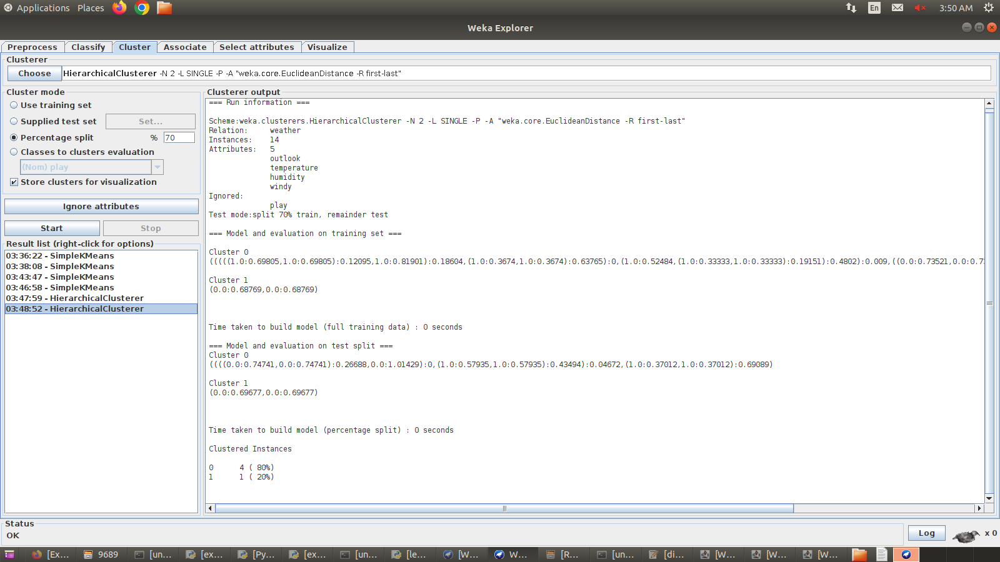 Applications Places En 3:50 AM
Weka Explorer
Preprocess Classify Cluster Associate Select attributes Visualize
Clusterer
Choose HierarchicalClusterer -N 2 -L SINGLE -P -A "weka.core.EuclideanDistance -R first-last"
Cluster mode
Use training set
Supplied test set Set...
Percentage split % 70
Classes to clusters evaluation
(Nom) play
Store clusters for visualization
Ignore attributes
Start Stop
Result list (right-click for options)
03:36:22 - SimpleKMeans
03:38:08 - SimpleKMeans
03:43:47 - SimpleKMeans
03:46:58 - SimpleKMeans
03:47:59 - HierarchicalClusterer
03:48:52 - HierarchicalClusterer
Clusterer output
=== Run information ===
Scheme:weka.clusterers.HierarchicalClusterer -N 2 -L SINGLE -P -A "weka.core.EuclideanDistance -R first-last"
Relation: weather
Instances: 14
Attributes: 5
outlook
temperature
humidity
windy
Ignored:
play
Test mode:split 70% train, remainder test
=== Model and evaluation on training set ===
Cluster 0
(((((1.0:0.69805,1.0:0.69805):0.12095,1.0:0.81901):0.18604,(1.0:0.3674,1.0:0.3674):0.63765):0,(1.0:0.52484,(1.0:0.33333,1.0:0.33333):0.19151):0.4802):0.009,((0.0:0.73521,0.0:0.7
Cluster 1
(0.0:0.68769,0.0:0.68769)
Time taken to build model (full training data) : 0 seconds
=== Model and evaluation on test split ===
Cluster 0
((((0.0:0.74741,0.0:0.74741):0.26688,0.0:1.01429):0,(1.0:0.57935,1.0:0.57935):0.43494):0.04672,(1.0:0.37012,1.0:0.37012):0.69089)
Cluster 1
(0.0:0.69677,0.0:0.69677)
Time taken to build model (percentage split) : 0 seconds
Clustered Instances
0 4 ( 80%)
1 1 ( 20%)
Status
OK
Log x 0
[Ex... 9689 [un... [ex... [Py... [ex... [un... [le... [W... W... [R... [un... [di... [W... [W... [W...